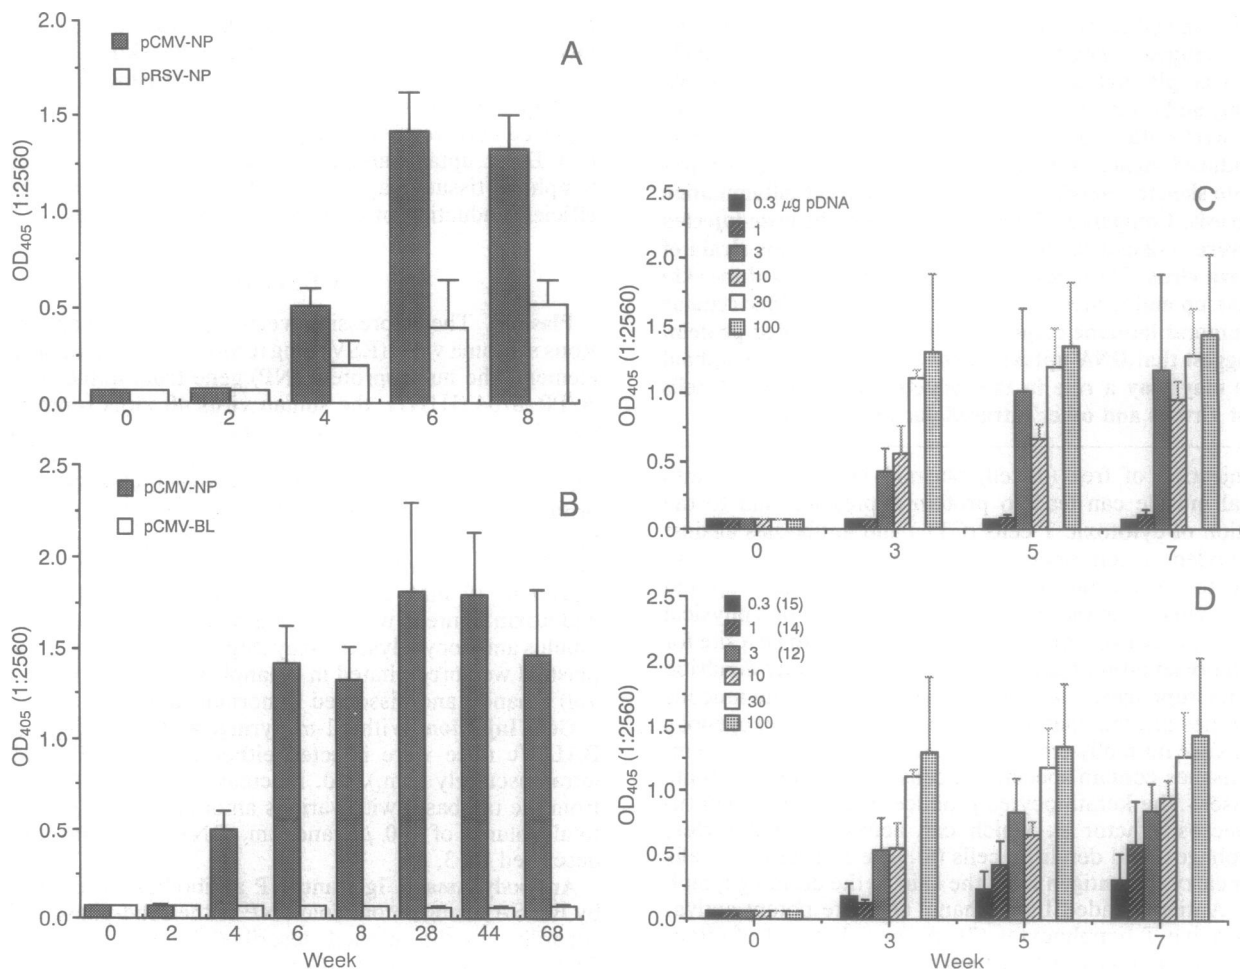 A
2.0
pCMV-NP
pRSV-NP
1.5
OD405 (1:2560)
1.0
0.5
0.0
0 2 4 6 8
B
2.5
pCMV-NP
pCMV-BL
2.0
1.5
OD405 (1:2560)
1.0
0.5
0.0
0 2 4 6 8 28 44 68
Week
C
2.5
0.3 μg pDNA
1
3
10
30
100
2.0
1.5
OD405 (1:2560)
1.0
0.5
0.0
0 3 5 7
D
2.5
0.3 (15)
1 (14)
3 (12)
10
30
100
2.0
1.5
OD405 (1:2560)
1.0
0.5
0.0
0 3 5 7
Week